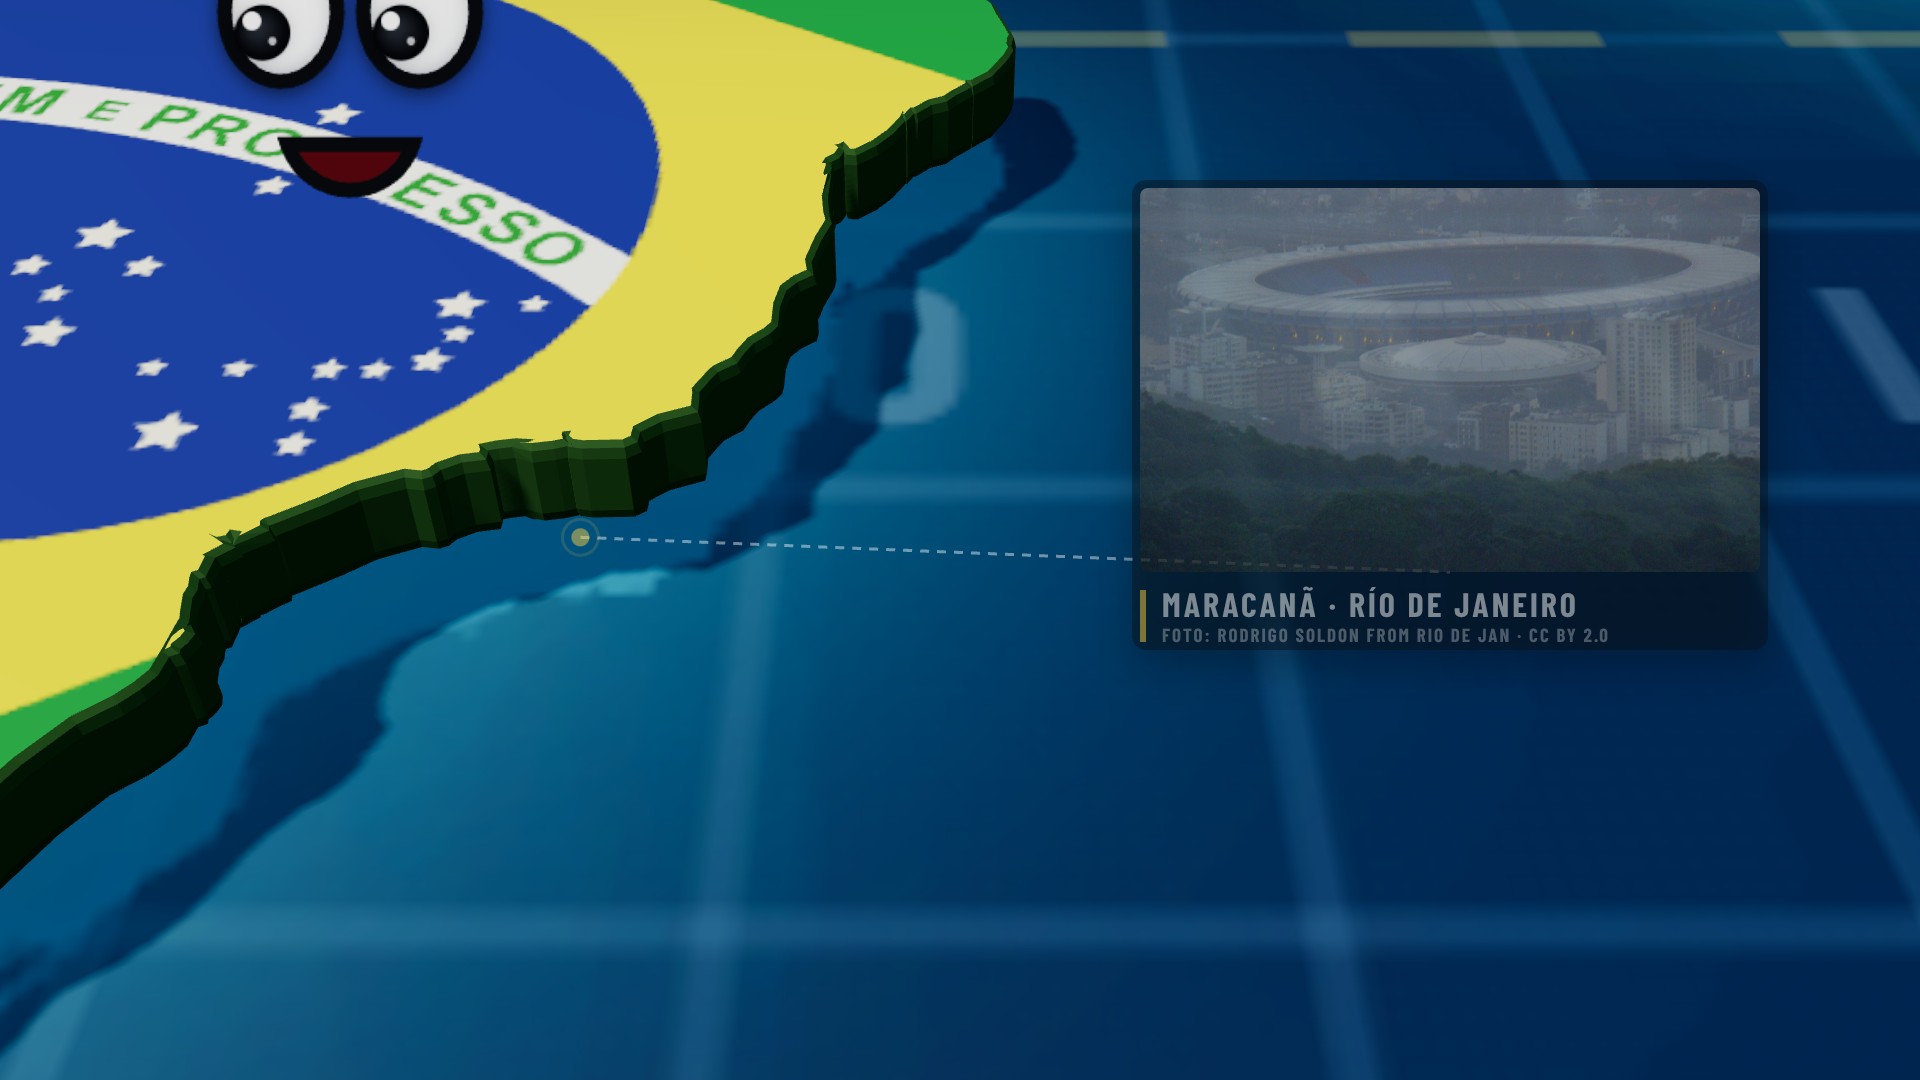 M E PRO ESSO
MARACANÃ · RÍO DE JANEIRO
FOTO: RODRIGO SOLDON FROM RIO DE JAN · CC BY 2.0